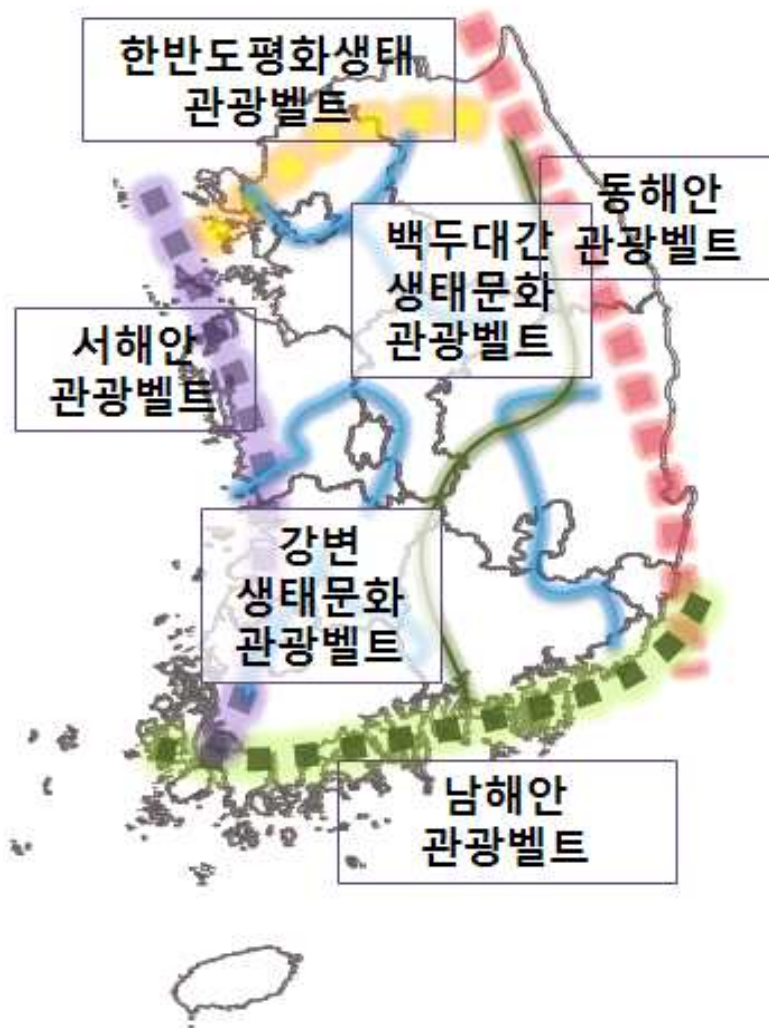 한반도평화생태
관광벨트
동해안
관광벨트
백두대간
생태문화
관광벨트
서해안
관광벨트
강변
생태문화
관광벨트
남해안
관광벨트